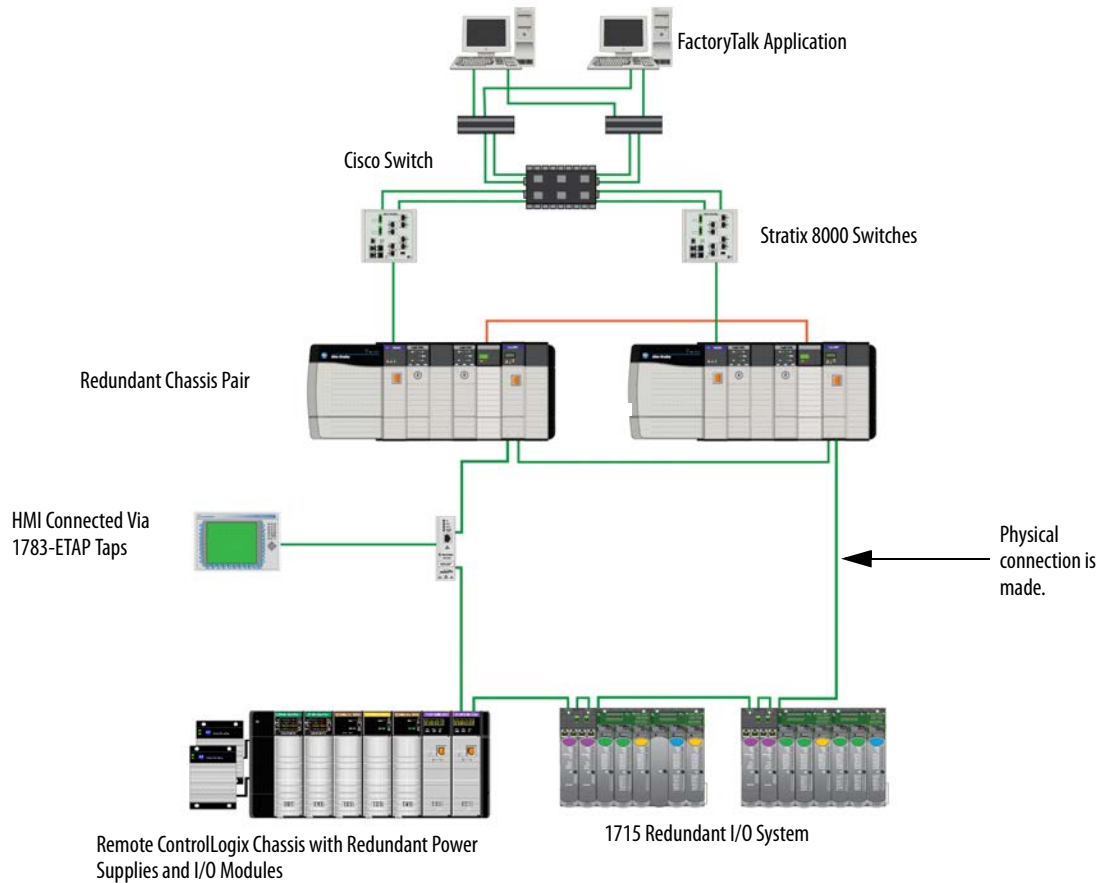 FactoryTalk Application
Cisco Switch
Stratix 8000 Switches
Redundant Chassis Pair
HMI Connected Via
1783-ETAP Taps
Physical
connection is
made.
1715 Redundant I/O System
Remote ControlLogix Chassis with Redundant Power
Supplies and I/O Modules